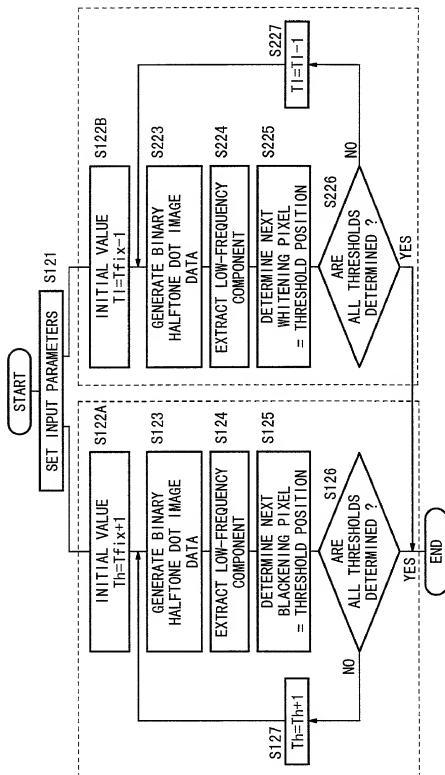 START
SET INPUT PARAMETERS
S121
S122A
INITIAL VALUE
Th=Tfix+1
S123
GENERATE BINARY
HALFTONE DOT IMAGE
DATA
S124
EXTRACT LOW-FREQUENCY
COMPONENT
S125
DETERMINE NEXT
BLACKENING PIXEL
= THRESHOLD POSITION
S126
ARE
ALL THRESHOLDS
DETERMINED ?
NO
YES
S127
Th=Th+1
S122B
INITIAL VALUE
Tl=Tfix-1
S223
GENERATE BINARY
HALFTONE DOT IMAGE
DATA
S224
EXTRACT LOW-FREQUENCY
COMPONENT
S225
DETERMINE NEXT
WHITENING PIXEL
= THRESHOLD POSITION
S226
ARE
ALL THRESHOLDS
DETERMINED ?
NO
YES
S227
Tl=Tl-1
END